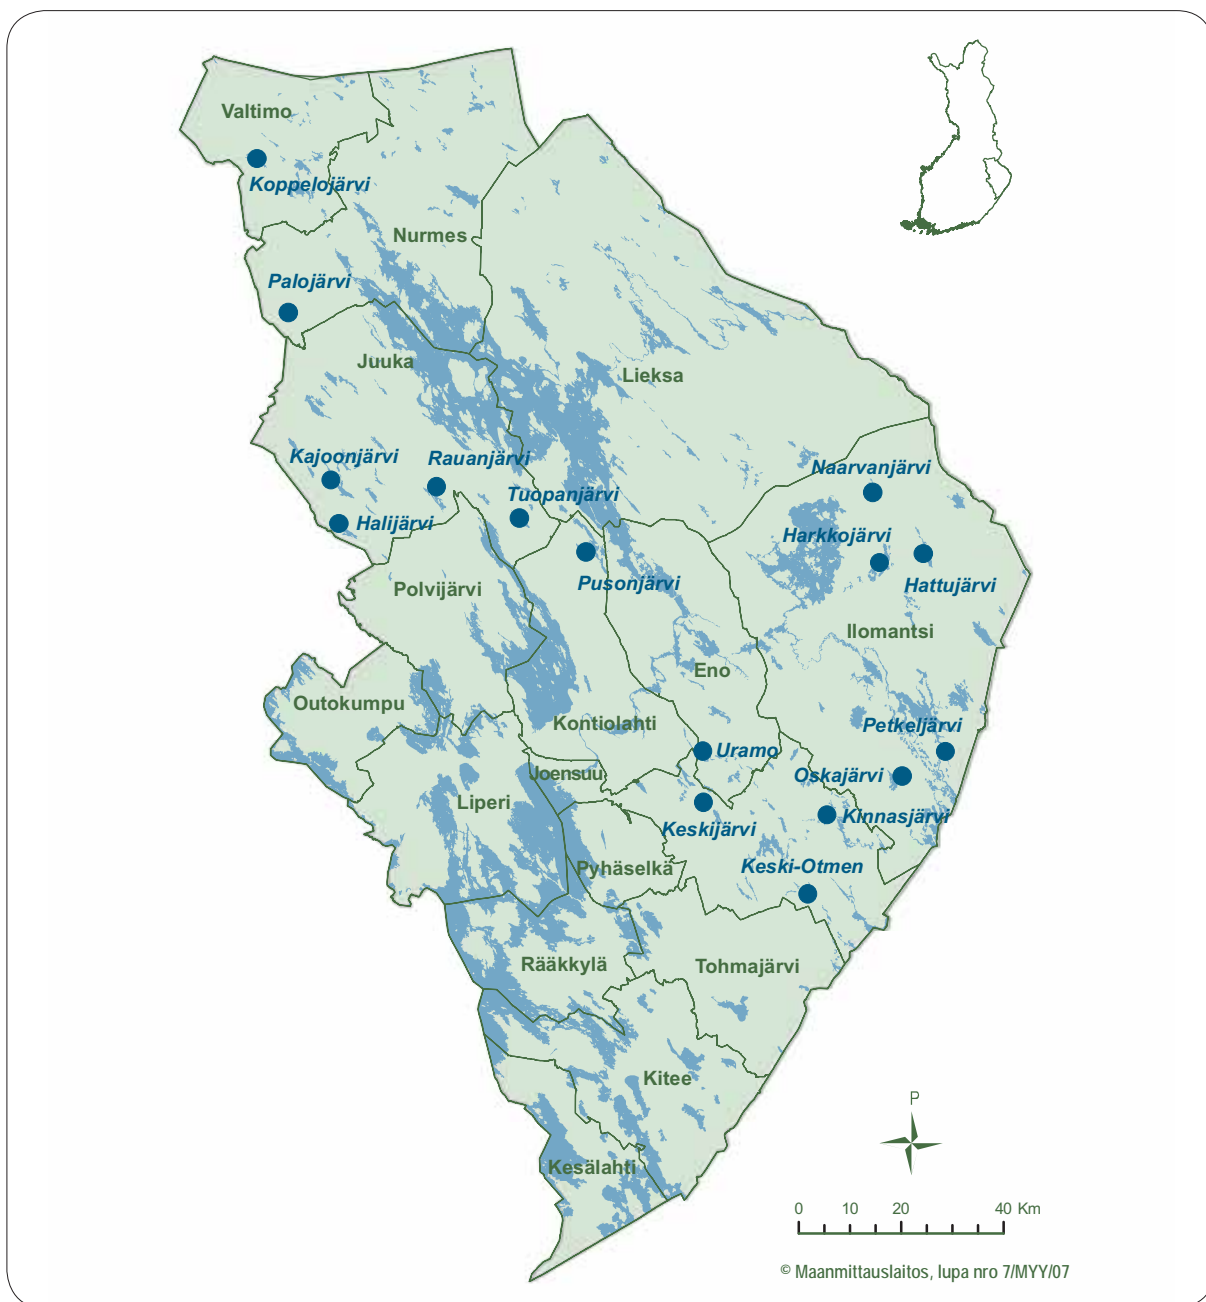 Valtimo
Koppelojärvi
Nurmes
Palojärvi
Juuka
Lieksa
Kajoonjärvi
Rauanjärvi
Naarvanjärvi
Tuopanjärvi
Halijärvi
Harkkojärvi
Pusonjärvi
Hattujärvi
Polvijärvi
Ilomantsi
Eno
Outokumpu
Kontiolahti
Petkeljärvi
Uramo
Joensuu
Oskajärvi
Liperi
Kinnasjärvi
Keskijärvi
Pyhäselkä
Keski-Otmen
Rääkkylä
Tohmajärvi
Kitee
P
Kesälahti
0 10 20 40 Km
© Maanmittauslaitos, lupa nro 7/MYY/07